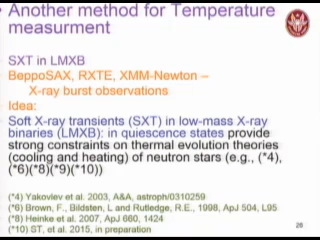 Another method for Temperature
measurment
SXT in LMXB
BeppoSAX, RXTE, XMM-Newton –
X-ray burst observations
Idea:
Soft X-ray transients (SXT) in low-mass X-ray
binaries (LMXB): in quiescence states provide
strong constraints on thermal evolution theories
(cooling and heating) of neutron stars (e.g., (*4),
(*6)(*8)(*9)(*10))
(*4) Yakovlev et al. 2003, A&A, astroph/0310259
(*6) Brown, F., Bildsten, L and Rutledge, R.E., 1998, ApJ 504, L95
(*8) Heinke et al. 2007, ApJ 660, 1424
(*10) ST, et al. 2015, in preparation
26